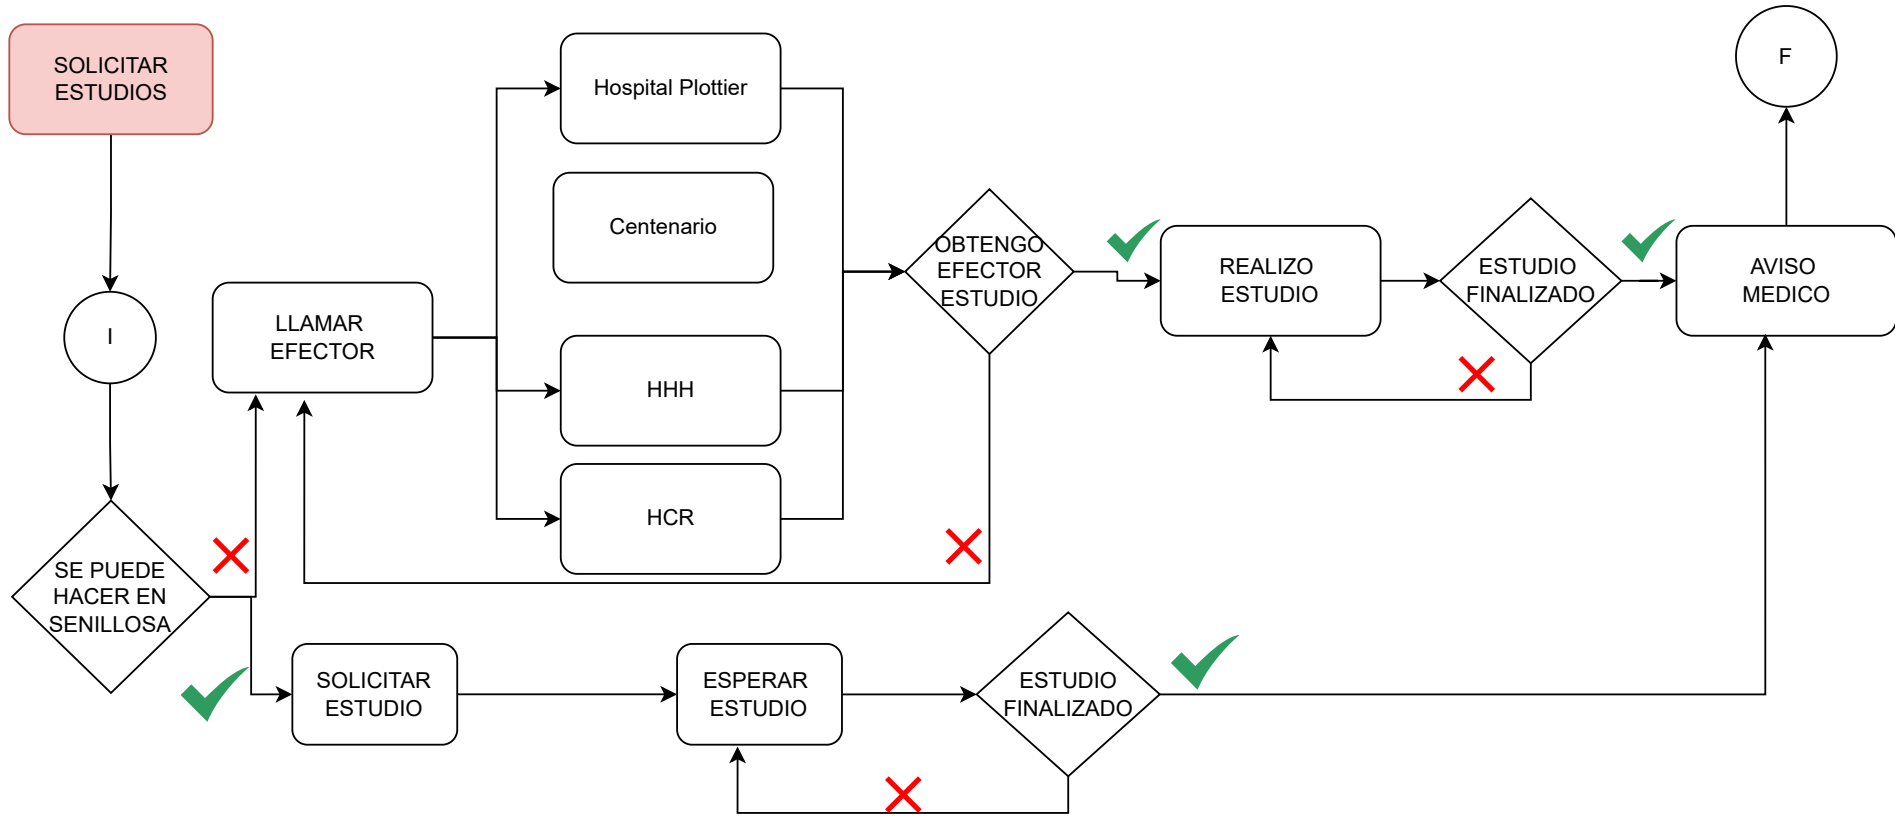 SOLICITAR
ESTUDIOS
I
SE PUEDE
HACER EN
SENILLOSA
LLAMAR
EFECTOR
Hospital Plottier
Centenario
HHH
HCR
OBTENGO
EFECTOR
ESTUDIO
REALIZO
ESTUDIO
ESTUDIO
FINALIZADO
AVISO
MEDICO
F
SOLICITAR
ESTUDIO
ESPERAR
ESTUDIO
ESTUDIO
FINALIZADO